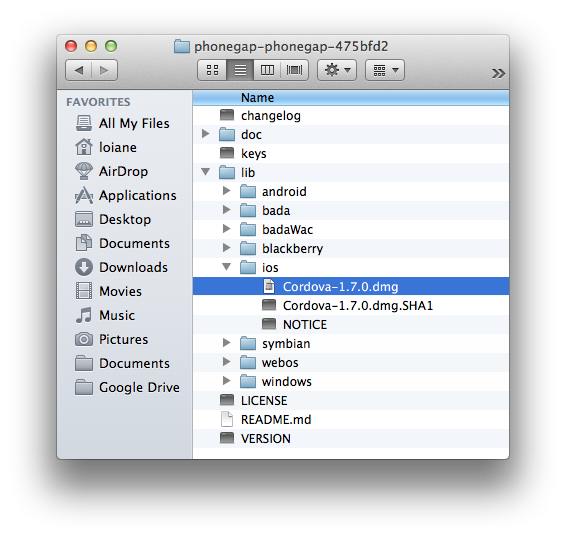 phonegap-phonegap-475bfd2
FAVORITES
All My Files
loiane
AirDrop
Applications
Desktop
Documents
Downloads
Movies
Music
Pictures
Documents
Google Drive
Name
changelog
doc
keys
lib
android
bada
badaWac
blackberry
ios
Cordova-1.7.0.dmg
Cordova-1.7.0.dmg.SHA1
NOTICE
symbian
webos
windows
LICENSE
README.md
VERSION